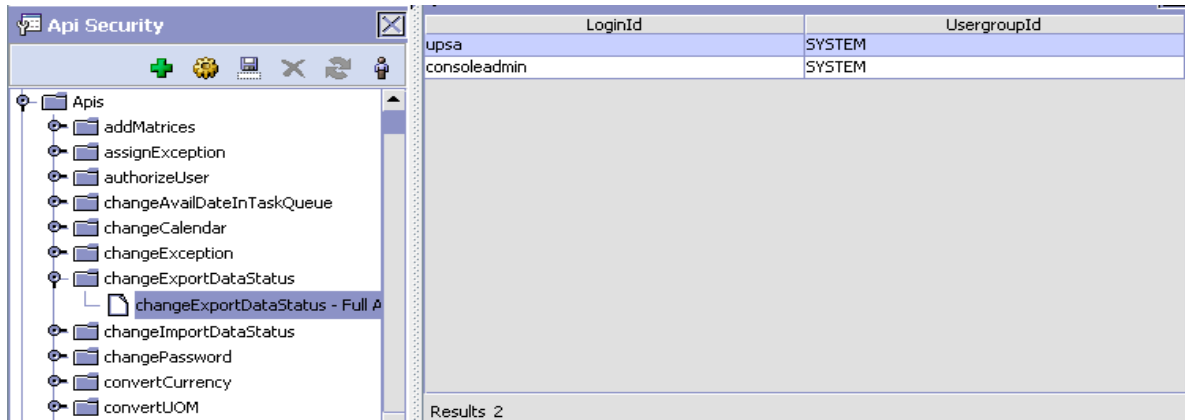 Api Security
Apis
addMatrices
assignException
authorizeUser
changeAvailDateInTaskQueue
changeCalendar
changeException
changeExportDataStatus
changeExportDataStatus - Full A
changeImportDataStatus
changePassword
convertCurrency
convertUOM
LoginId UsergroupId
upsa SYSTEM
consoleadmin SYSTEM
Results 2